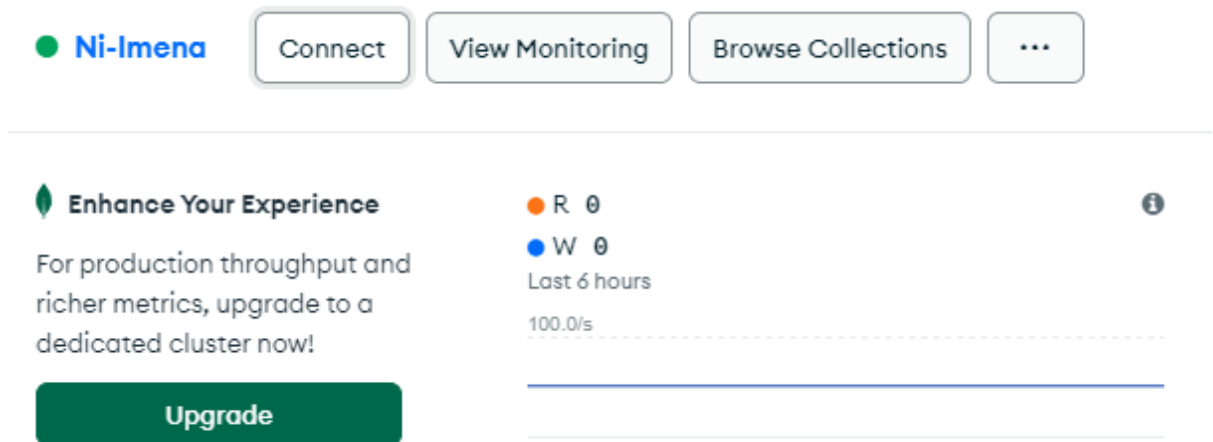 Ni-Imena
Connect
View Monitoring
Browse Collections
...
Enhance Your Experience
For production throughput and
richer metrics, upgrade to a
dedicated cluster now!
Upgrade
R 0
W 0
Last 6 hours
100.0/s